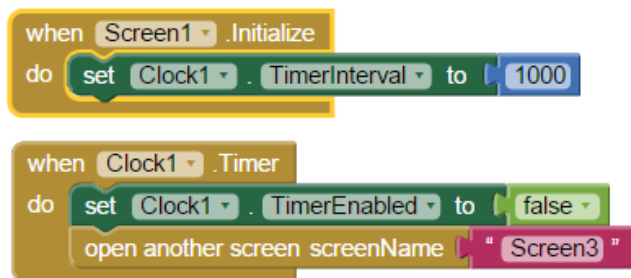 when Screen1 .Initialize
do set Clock1 . TimerInterval to 1000
when Clock1 .Timer
do set Clock1 . TimerEnabled to false
open another screen screenName " Screen3 "